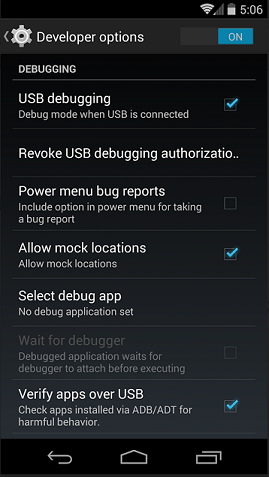 5:06
Developer options
ON
DEBUGGING
USB debugging
Debug mode when USB is connected
Revoke USB debugging authorizatio..
Power menu bug reports
Include option in power menu for taking
a bug report
Allow mock locations
Allow mock locations
Select debug app
No debug application set
Wait for debugger
Debugged application waits for
debugger to attach before executing
Verify apps over USB
Check apps installed via ADB/ADT for
harmful behavior.